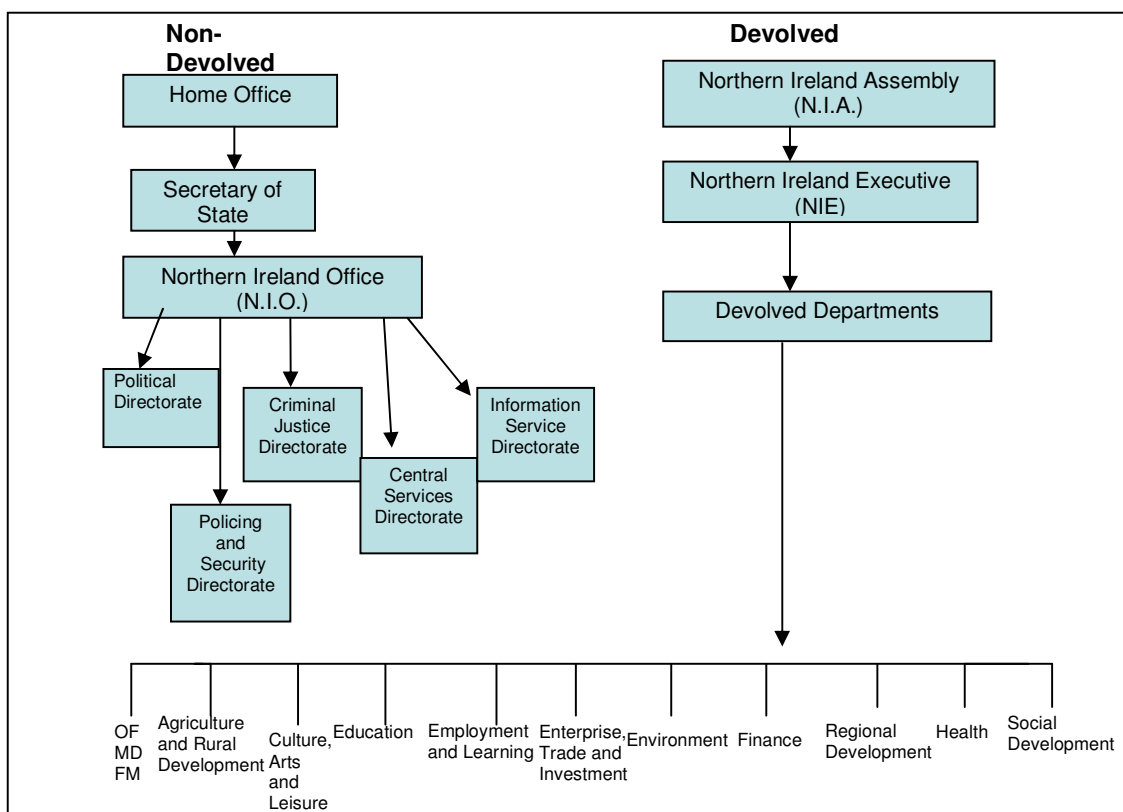 Non-
Devolved
Home Office
Secretary of
State
Northern Ireland Office
(N.I.O.)
Political
Directorate
Criminal
Justice
Directorate
Information
Service
Directorate
Central
Services
Directorate
Policing
and
Security
Directorate
Devolved
Northern Ireland Assembly
(N.I.A.)
Northern Ireland Executive
(NIE)
Devolved Departments
OF
MD
FM
Agriculture
and Rural
Development
Culture,
Arts
and
Leisure
Education
Employment
and Learning
Enterprise,
Trade and
Investment
Environment
Finance
Regional
Development
Health
Social
Development